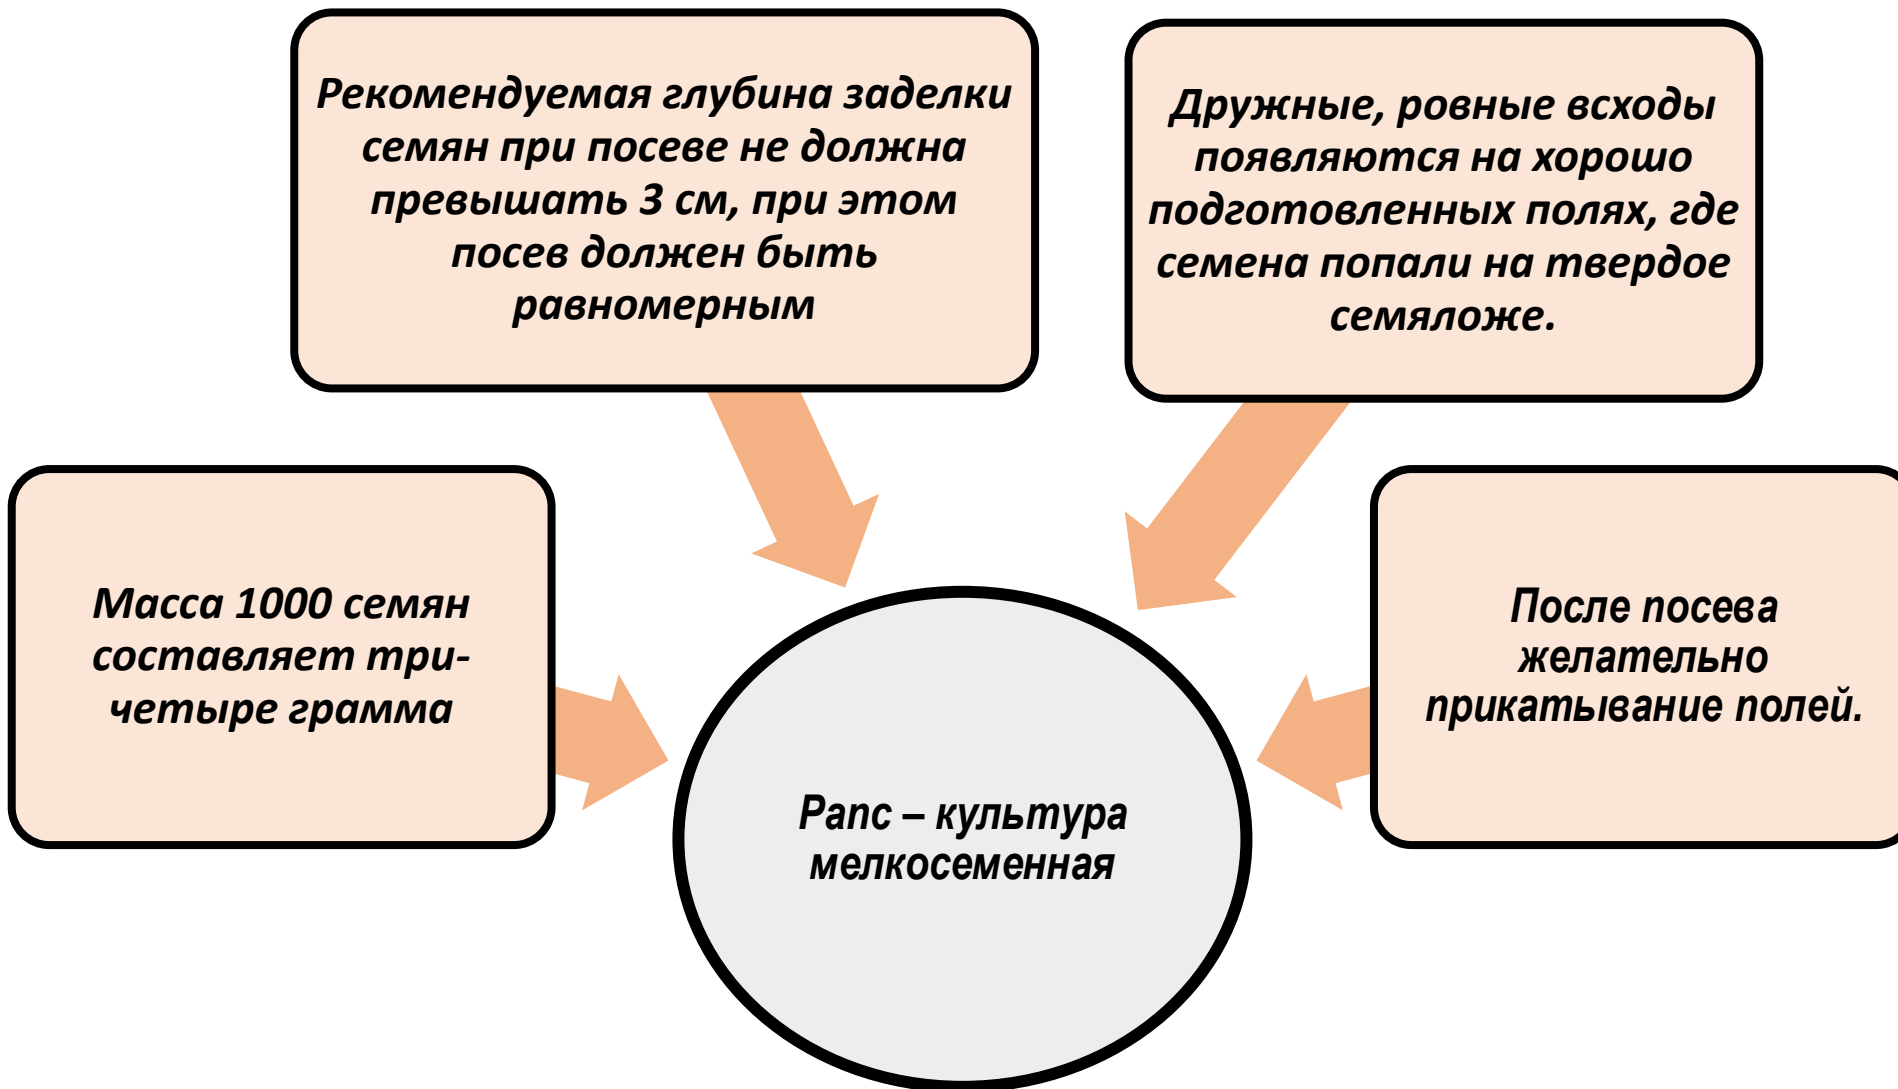 Рекомендуемая глубина заделки
семян при посеве не должна
превышать 3 см, при этом
посев должен быть
равномерным
Дружные, ровные всходы
появляются на хорошо
подготовленных полях, где
семена попали на твердое
семяложе.
Масса 1000 семян
составляет три-
четыре грамма
После посева
желательно
прикатывание полей.
Рапс – культура
мелкосеменная